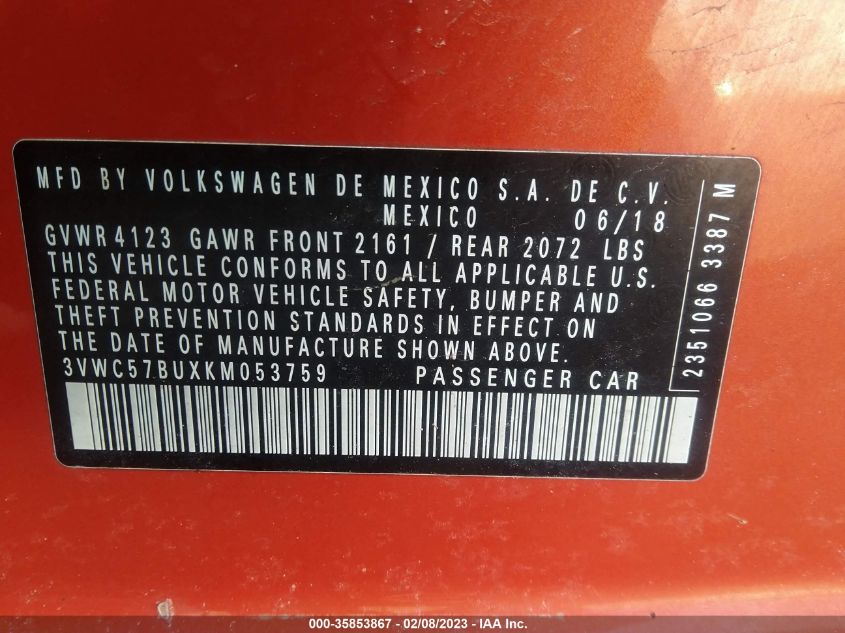 MFD BY VOLKSWAGEN DE MEXICO S.A. DE C.V.
MEXICO 06/18
GVWR 4123 GAWR FRONT 2161 / REAR 2072 LBS
THIS VEHICLE CONFORMS TO ALL APPLICABLE U.S.
FEDERAL MOTOR VEHICLE SAFETY, BUMPER AND
THEFT PREVENTION STANDARDS IN EFFECT ON
THE DATE OF MANUFACTURE SHOWN ABOVE.
3VWC57BUXKM053759 PASSENGER CAR
2351066 3387 M
000-35853867 - 02/08/2023 - IAA Inc.